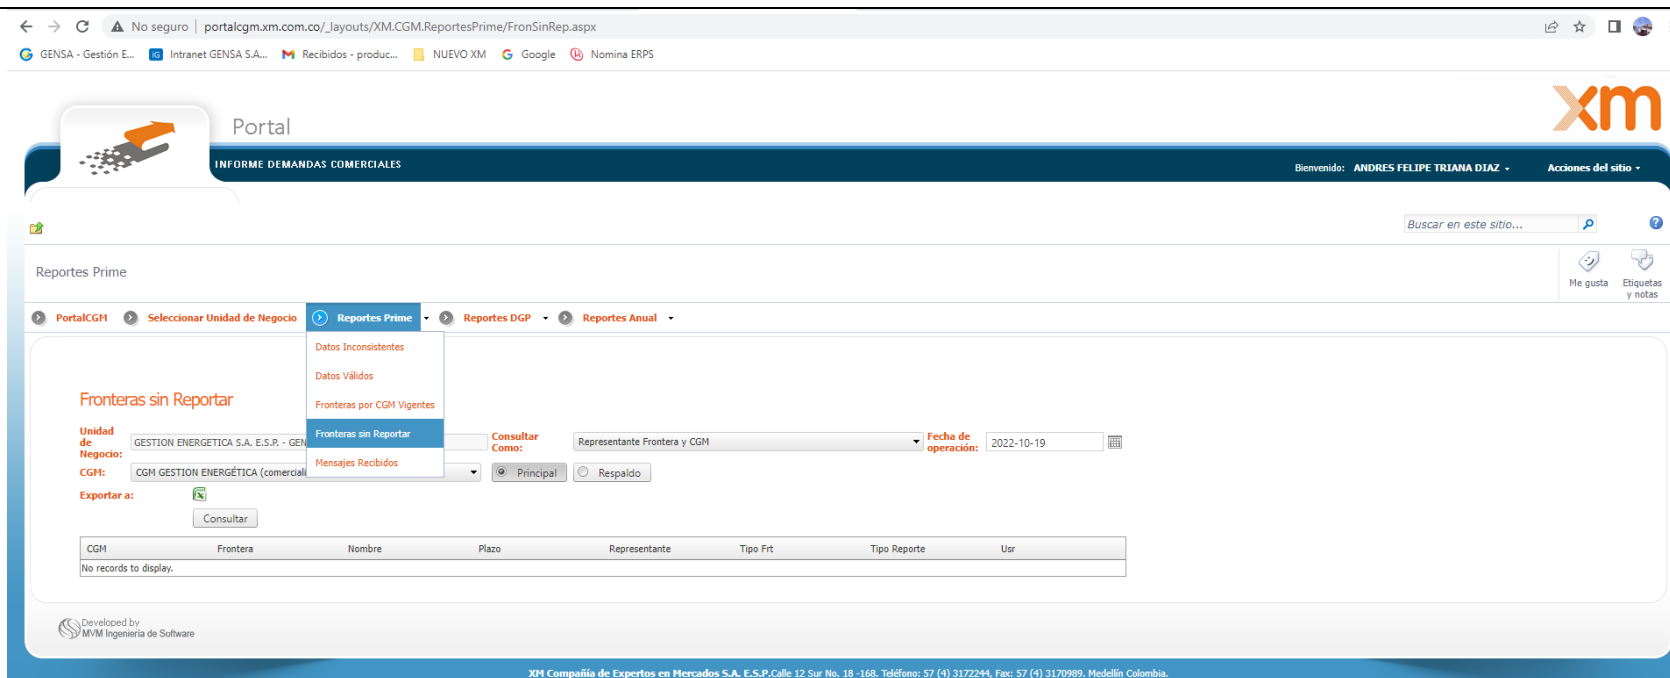 No seguro | portalcgm.xm.com.co/_layouts/XM.CGM.ReportesPrime/FronSinRep.aspx
GENSA - Gestión E... IG Intranet GENSA S.A... Recibidos - produc... NUEVO XM Google Nomina ERPS
xm
Portal
INFORME DEMANDAS COMERCIALES Bienvenido: ANDRES FELIPE TRIANA DIAZ Acciones del sitio
Buscar en este sitio...
Reportes Prime
Me gusta Etiquetas y notas
PortalCGM Seleccionar Unidad de Negocio Reportes Prime Reportes DGP Reportes Anual
Datos Inconsistentes
Datos Válidos
Fronteras por CGM Vigentes
Fronteras sin Reportar
Mensajes Recibidos
Fronteras sin Reportar
Unidad de Negocio: GESTION ENERGETICA S.A. E.S.P. - GEN Consultar Como: Representante Frontera y CGM Fecha de operación: 2022-10-19
CGM: CGM GESTION ENERGÉTICA (comerciali Principal Respaldo
Exportar a:
Consultar
CGM Frontera Nombre Plazo Representante Tipo Frt Tipo Reporte Usr
No records to display.
Developed by
MVM Ingeniería de Software
XM Compañía de Expertos en Mercados S.A. E.S.P.Calle 12 Sur No. 18 -168. Teléfono: 57 (4) 3172244, Fax: 57 (4) 3170989. Medellín Colombia.